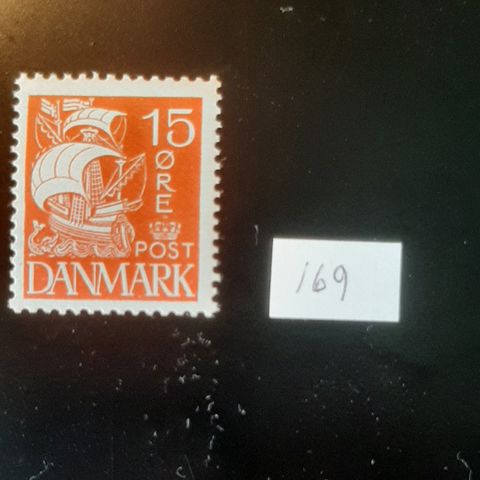 15
ØRE
POST
DANMARK
169